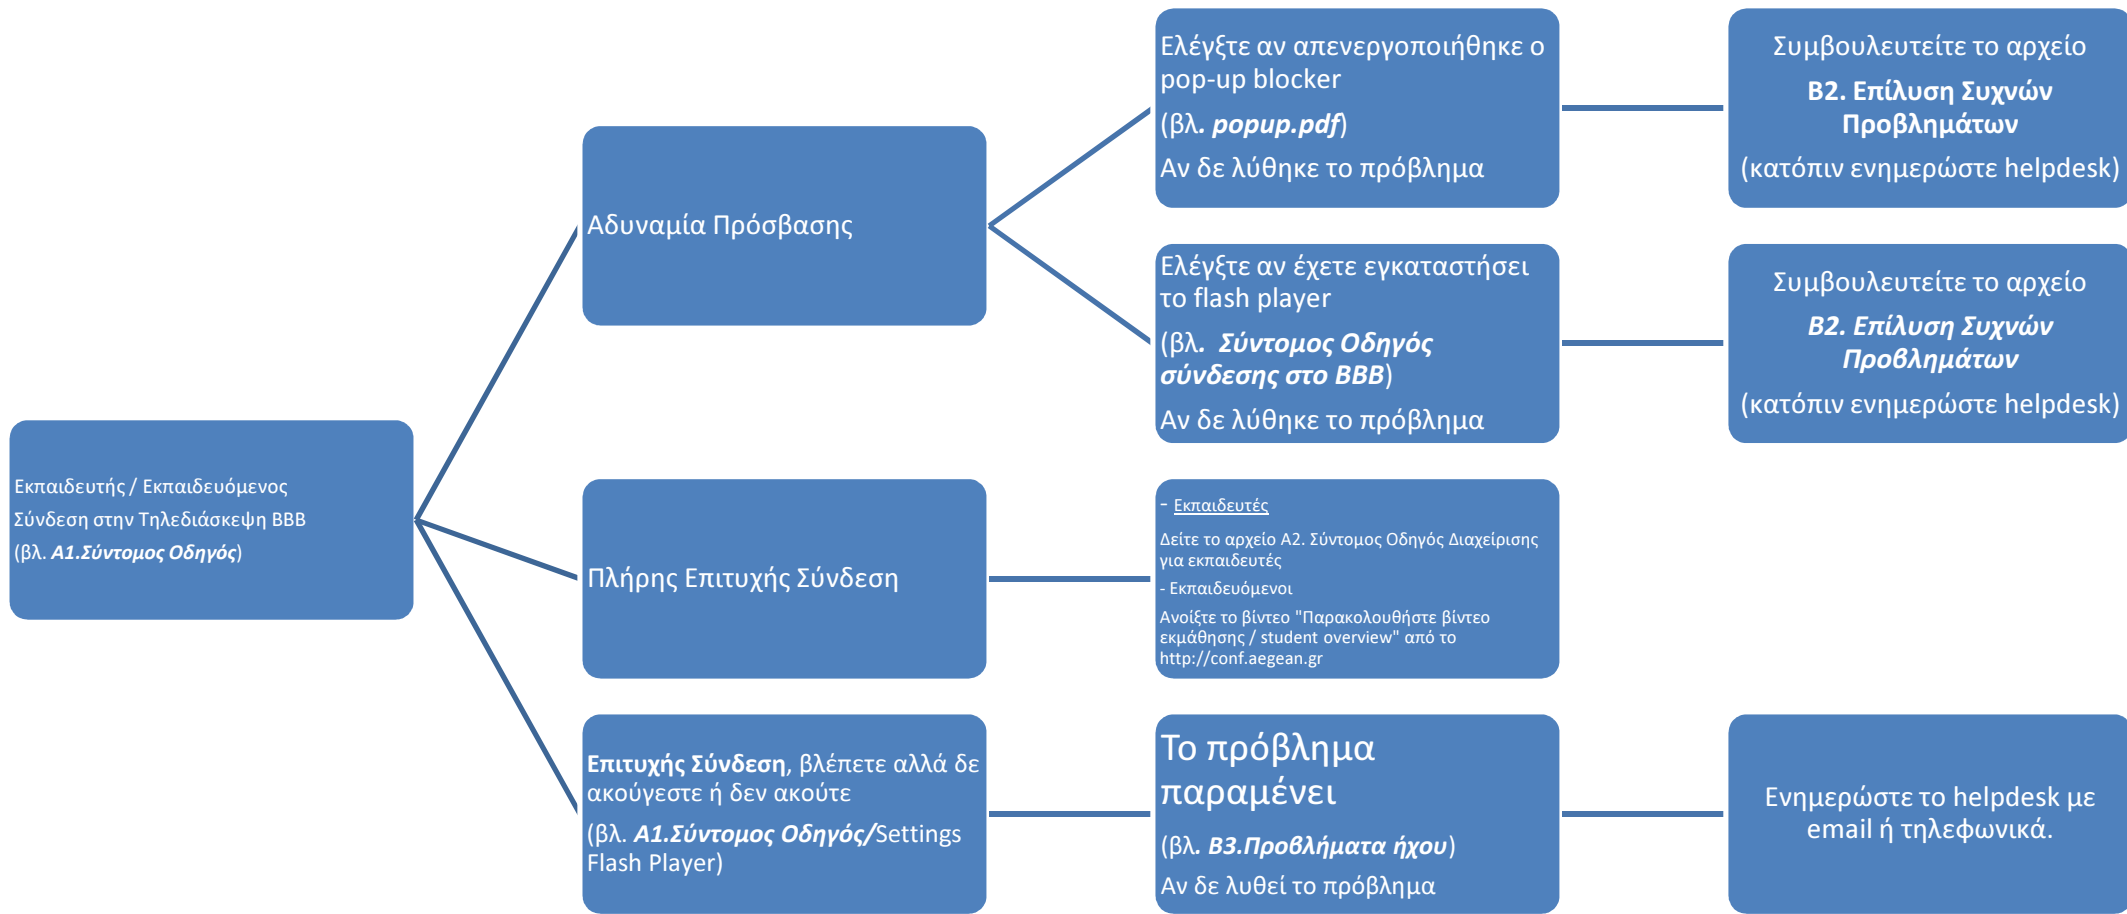 Εκπαιδευτής / Εκπαιδευόμενος
Σύνδεση στην Τηλεδιάσκεψη BBB
(βλ. A1.Σύντομος Οδηγός)
Αδυναμία Πρόσβασης
Ελέγξτε αν απενεργοποιήθηκε ο
pop-up blocker
(βλ. popup.pdf)
Αν δε λύθηκε το πρόβλημα
Συμβουλευτείτε το αρχείο
B2. Επίλυση Συχνών
Προβλημάτων
(κατόπιν ενημερώστε helpdesk)
Ελέγξτε αν έχετε εγκαταστήσει
το flash player
(βλ. Σύντομος Οδηγός
σύνδεσης στο BBB)
Αν δε λύθηκε το πρόβλημα
Συμβουλευτείτε το αρχείο
B2. Επίλυση Συχνών
Προβλημάτων
(κατόπιν ενημερώστε helpdesk)
Πλήρης Επιτυχής Σύνδεση
- Εκπαιδευτές
Δείτε το αρχείο A2. Σύντομος Οδηγός Διαχείρισης
για εκπαιδευτές
- Εκπαιδευόμενοι
Ανοίξτε το βίντεο "Παρακολουθήστε βίντεο
εκμάθησης / student overview" από το
http://conf.aegean.gr
Επιτυχής Σύνδεση, βλέπετε αλλά δε
ακούγεστε ή δεν ακούτε
(βλ. A1.Σύντομος Οδηγός/Settings
Flash Player)
Το πρόβλημα
παραμένει
(βλ. B3.Προβλήματα ήχου)
Αν δε λυθεί το πρόβλημα
Ενημερώστε το helpdesk με
email ή τηλεφωνικά.